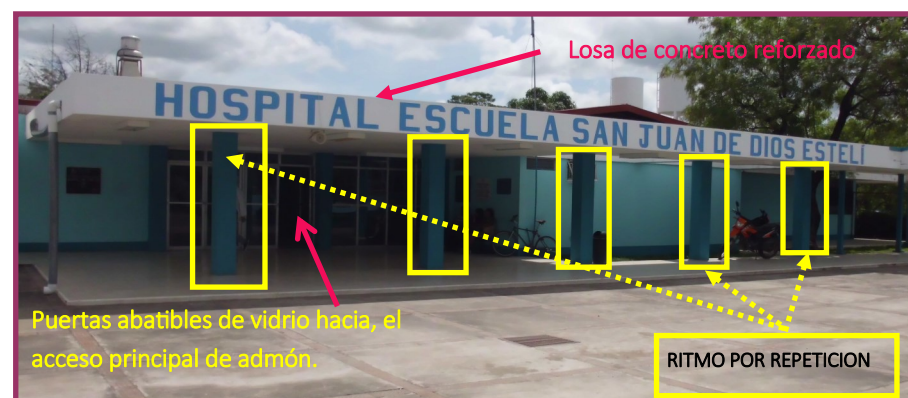 Losa de concreto reforzado
HOSPITAL ESCUELA SAN JUAN DE DIOS ESTELÍ
Puertas abatibles de vidrio hacia, el
acceso principal de admón.
RITMO POR REPETICION